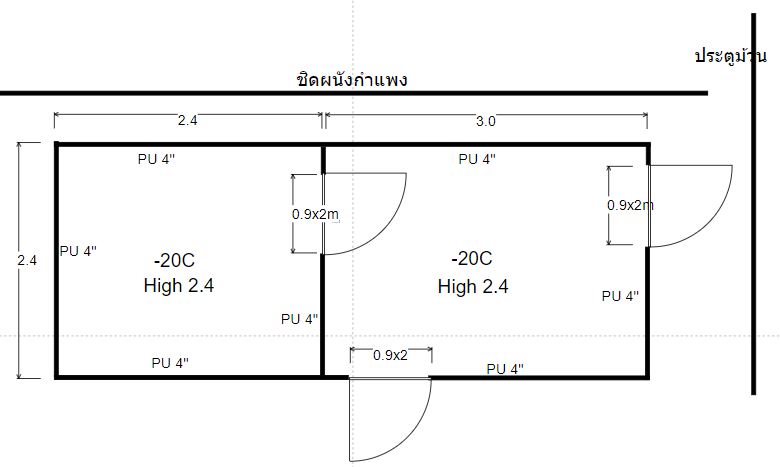 ประตูม้วน
ชิดผนังกำแพง
2.4
3.0
PU 4"
PU 4"
0.9x2m
0.9x2m
PU 4"
2.4
-20C
High 2.4
-20C
High 2.4
PU 4"
PU 4"
0.9x2
PU 4"
PU 4"